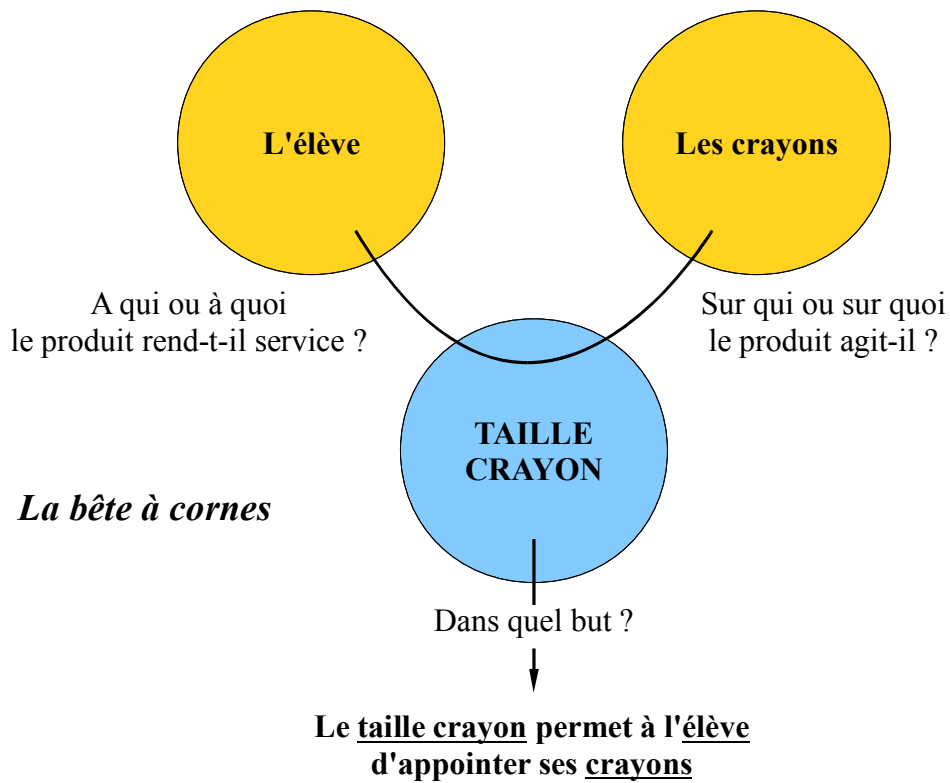 L'élève
Les crayons
A qui ou à quoi
le produit rend-t-il service ?
Sur qui ou sur quoi
le produit agit-il ?
TAILLE
CRAYON
La bête à cornes
Dans quel but ?
Le taille crayon permet à l'élève
d'appointer ses crayons